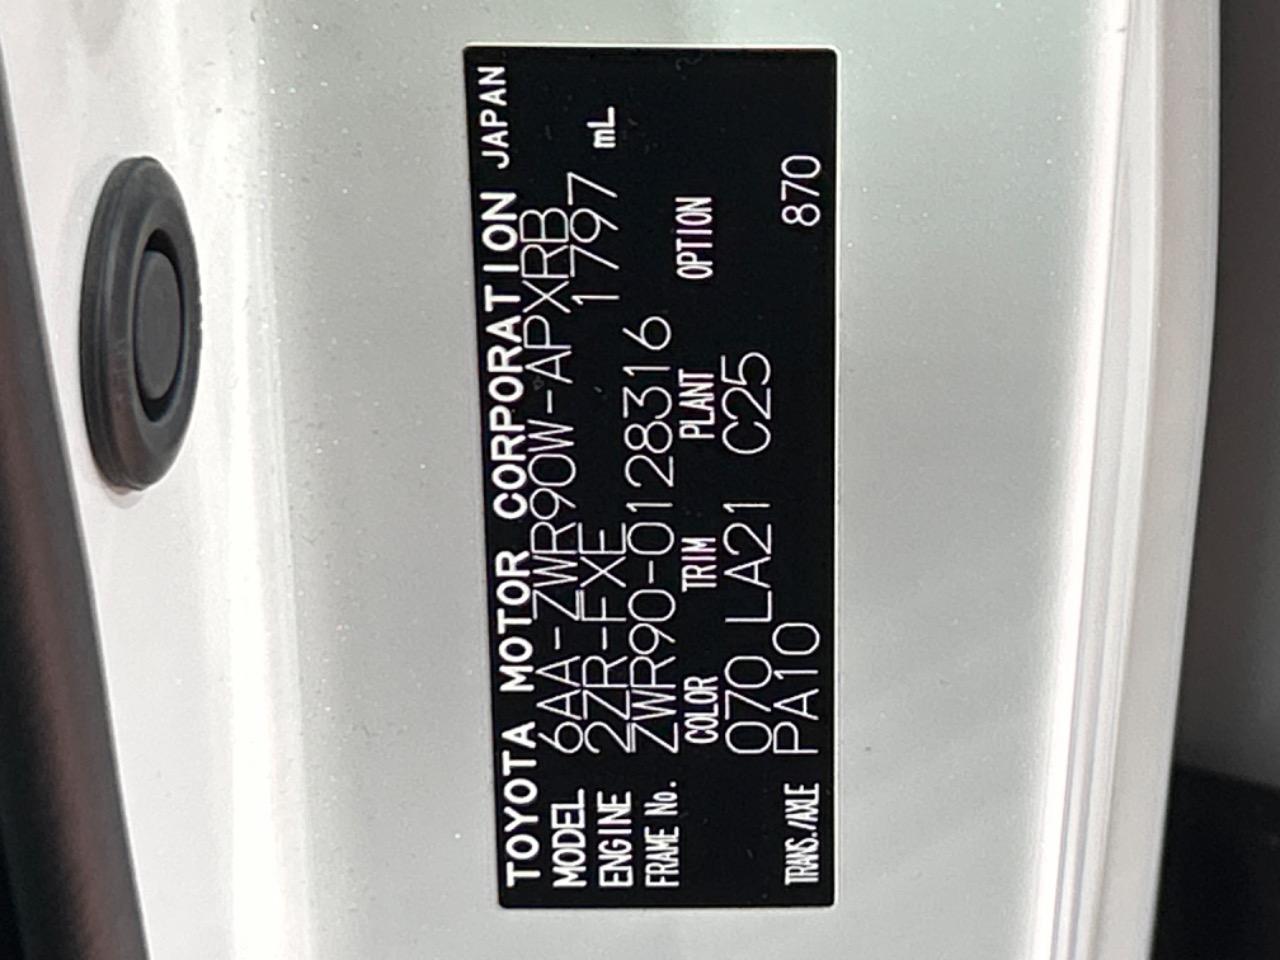 TOYOTA MOTOR CORPORATION JAPAN
MODEL 6AA-ZWR90W-APXRB
ENGINE 2ZR-FXE 1797 mL
FRAME No. ZWR90-0128316
COLOR TRIM PLANT OPTION
070 LA21 C25
TRANS./AXLE PA10 870